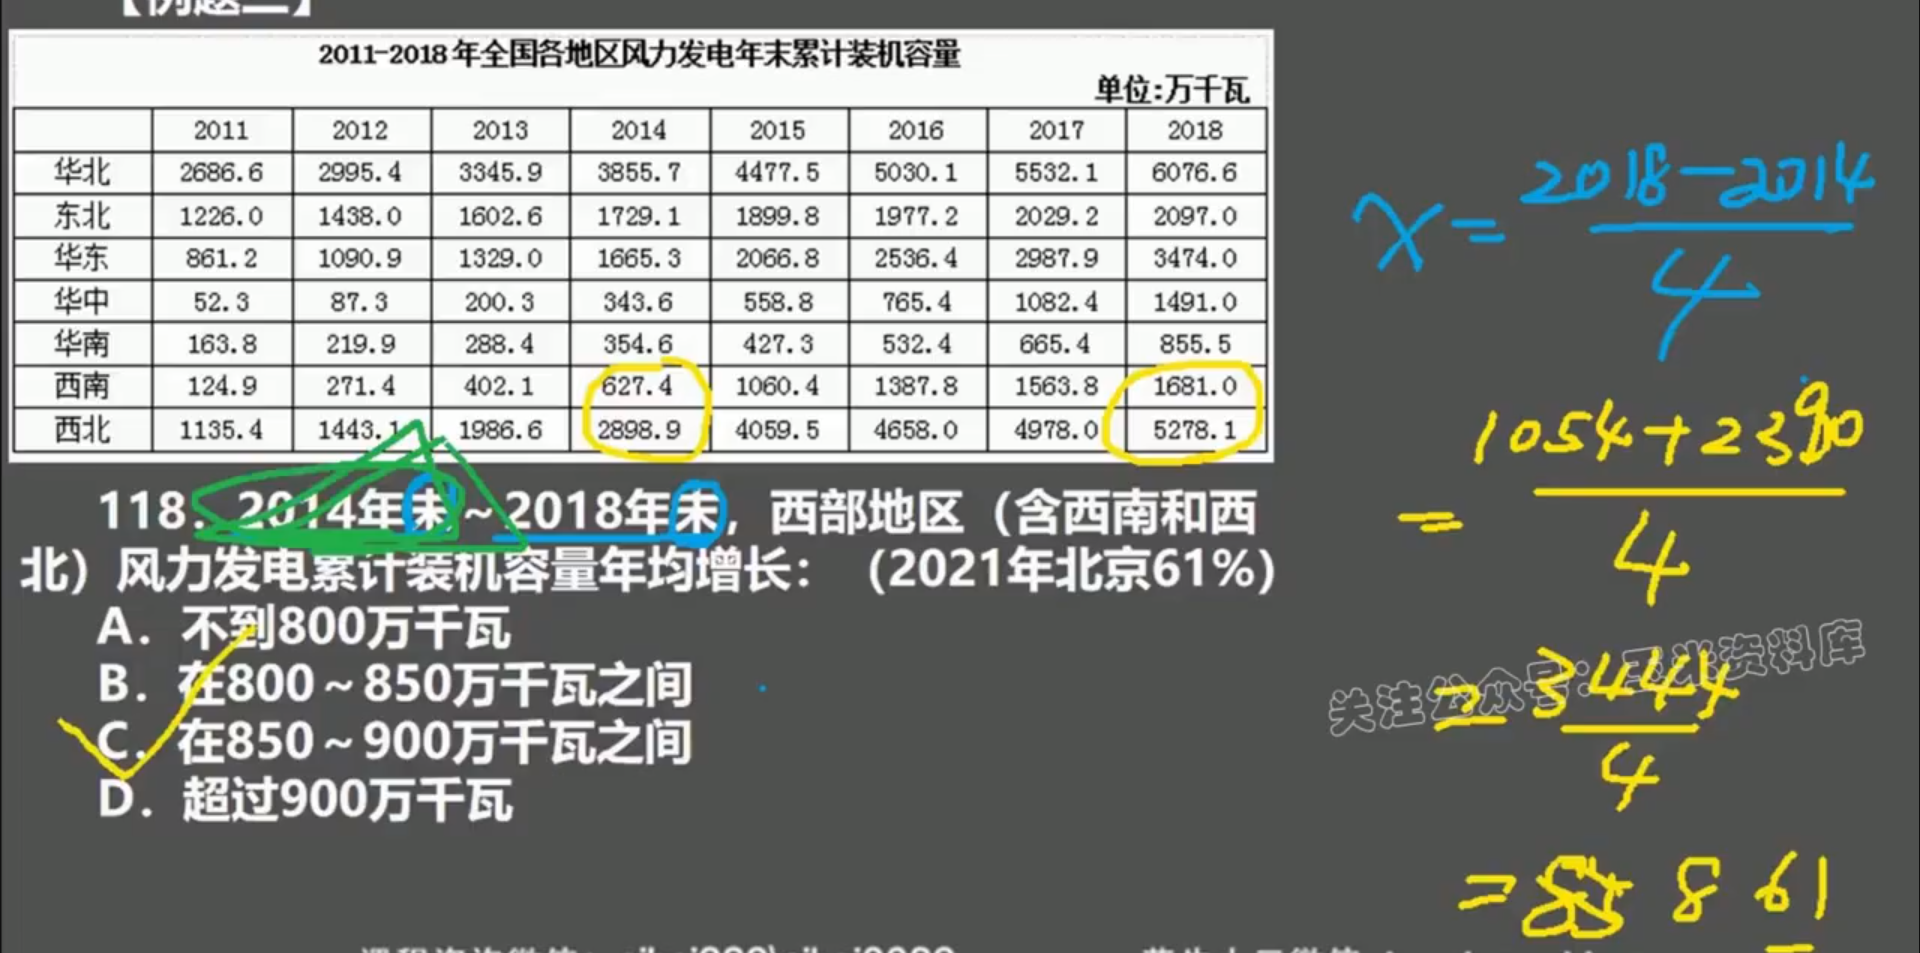 【例题二】
2011-2018年全国各地区风力发电年末累计装机容量
单位:万千瓦
2011 2012 2013 2014 2015 2016 2017 2018
华北 2686.6 2995.4 3345.9 3855.7 4477.5 5030.1 5532.1 6076.6
东北 1226.0 1438.0 1602.6 1729.1 1899.8 1977.2 2029.2 2097.0
华东 861.2 1090.9 1329.0 1665.3 2066.8 2536.4 2987.9 3474.0
华中 52.3 87.3 200.3 343.6 558.8 765.4 1082.4 1491.0
华南 163.8 219.9 288.4 354.6 427.3 532.4 665.4 855.5
西南 124.9 271.4 402.1 627.4 1060.4 1387.8 1563.8 1681.0
西北 1135.4 1443.1 1986.6 2898.9 4059.5 4658.0 4978.0 5278.1
118. 2014年末~2018年末，西部地区（含西南和西
北）风力发电累计装机容量年均增长：（2021年北京61%）
A. 不到800万千瓦
B. 在800~850万千瓦之间
C. 在850~900万千瓦之间
D. 超过900万千瓦
x=
2018-2014
4
=
1054+2380
4
关注公众号:玉米资料库
=
3444
4
= 861